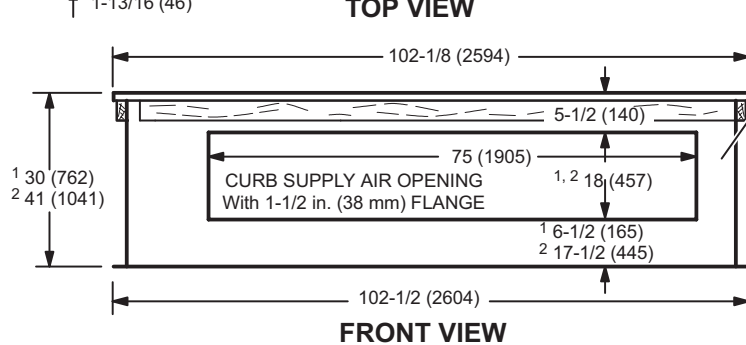 1-13/16 (46)
TOP VIEW
102-1/8 (2594)
5-1/2 (140)
75 (1905)
1 30 (762)
2 41 (1041)
CURB SUPPLY AIR OPENING
With 1-1/2 in. (38 mm) FLANGE
1, 2 18 (457)
1 6-1/2 (165)
2 17-1/2 (445)
102-1/2 (2604)
FRONT VIEW